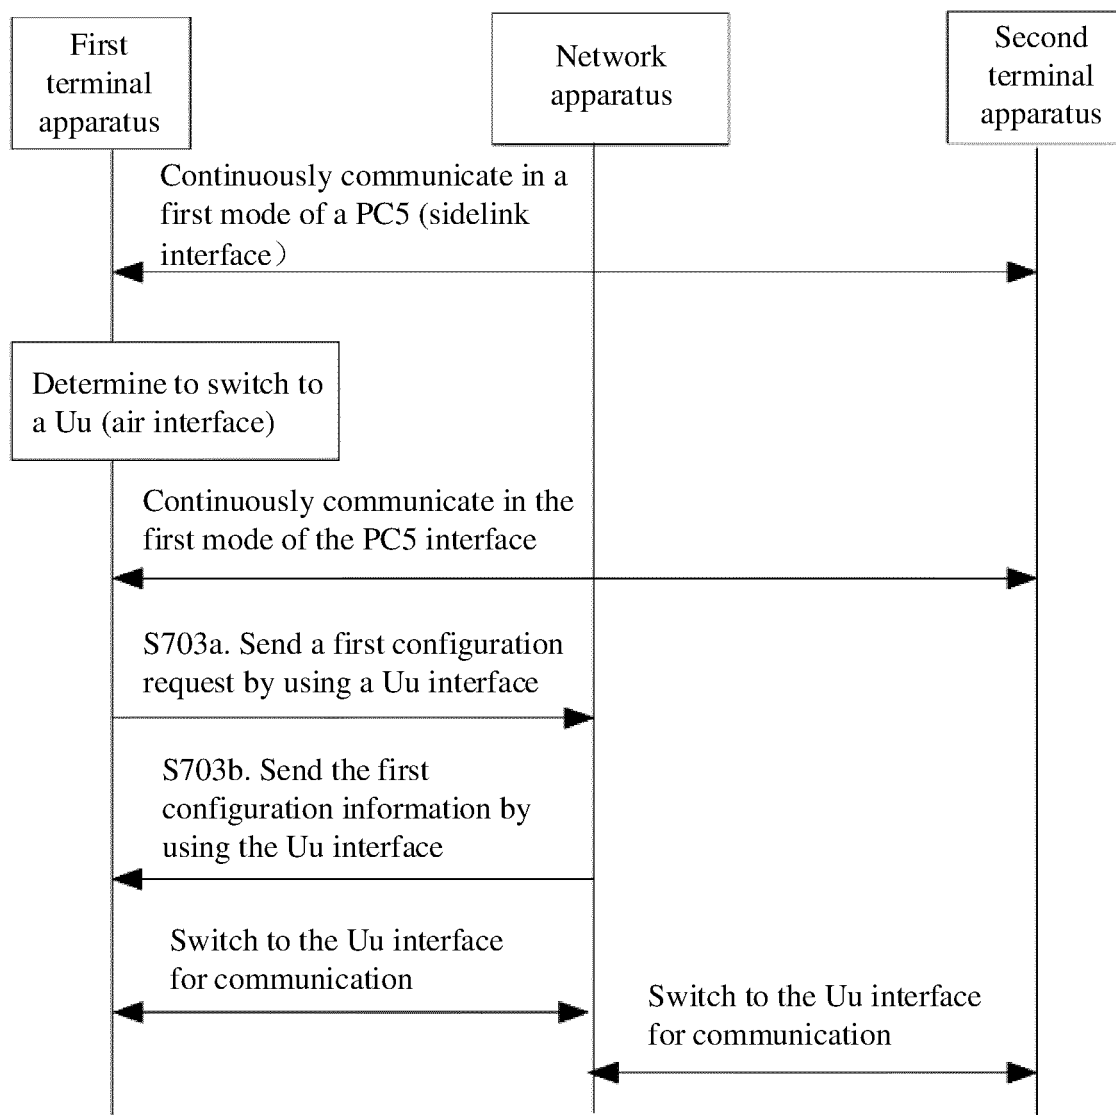 First
terminal
apparatus
Network
apparatus
Second
terminal
apparatus
Continuously communicate in a
first mode of a PC5 (sidelink
interface）
Determine to switch to
a Uu (air interface)
Continuously communicate in the
first mode of the PC5 interface
S703a. Send a first configuration
request by using a Uu interface
S703b. Send the first
configuration information by
using the Uu interface
Switch to the Uu interface
for communication
Switch to the Uu interface
for communication